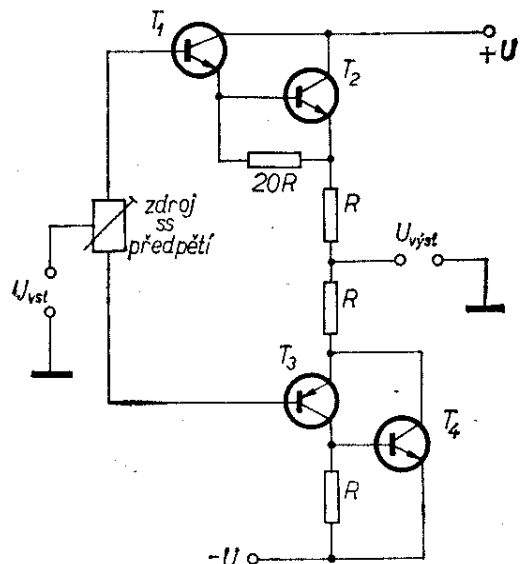 T1
+ U
T2
20R
R
zdroj
ss
předpětí
Uvst
Uvýst
R
T3
T4
R
-U